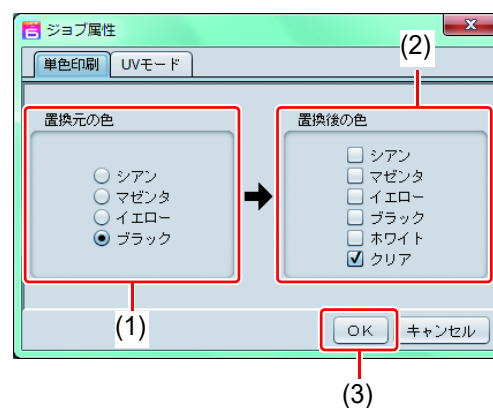 ジョブ属性
(2)
単色印刷 UVモード
置換元の色
シアン
マゼンタ
イエロー
ブラック
置換後の色
シアン
マゼンタ
イエロー
ブラック
ホワイト
クリア
(1)
OK キャンセル
(3)